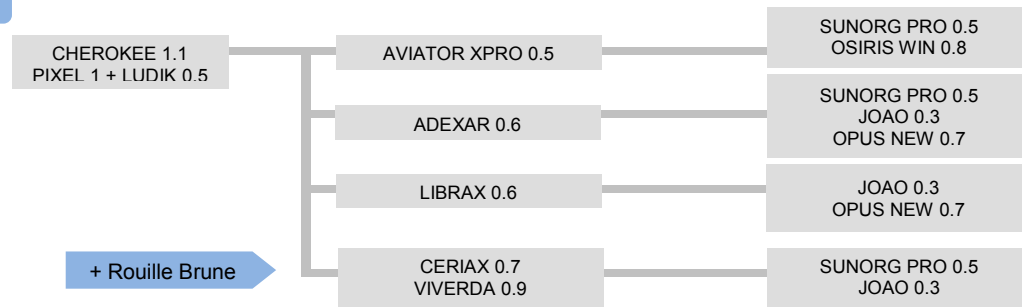 CHEROKEE 1.1
PIXEL 1 + LUDIK 0.5
AVIATOR XPRO 0.5
SUNORG PRO 0.5
OSIRIS WIN 0.8
ADEXAR 0.6
SUNORG PRO 0.5
JOAO 0.3
OPUS NEW 0.7
LIBRAX 0.6
JOAO 0.3
OPUS NEW 0.7
+ Rouille Brune
CERIAX 0.7
VIVERDA 0.9
SUNORG PRO 0.5
JOAO 0.3